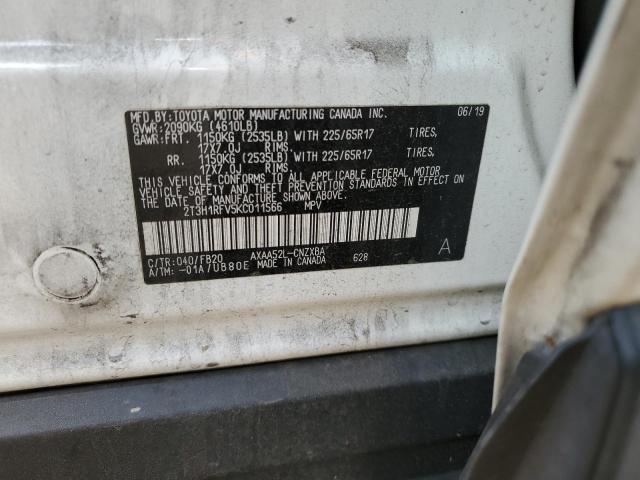 MFD.BY:TOYOTA MOTOR MANUFACTURING CANADA INC. 06/19
GVWR:2090KG (4610LB)
GAWR:FRT. 1150KG (2535LB) WITH 225/65R17 TIRES,
17X7.0J RIMS,
RR. 1150KG (2535LB) WITH 225/65R17 TIRES,
17X7.0J RIMS.
THIS VEHICLE CONFORMS TO ALL APPLICABLE FEDERAL MOTOR
VEHICLE SAFETY AND THEFT PREVENTION STANDARDS IN EFFECT
ON THE DATE OF MANUFACTURE SHOWN ABOVE.
2T3H1RFV5KC011566 MPV
C/TR:040/FB20 AXAA52L-CNZXBA A
A/TM:-01A/UB80E MADE IN CANADA 628